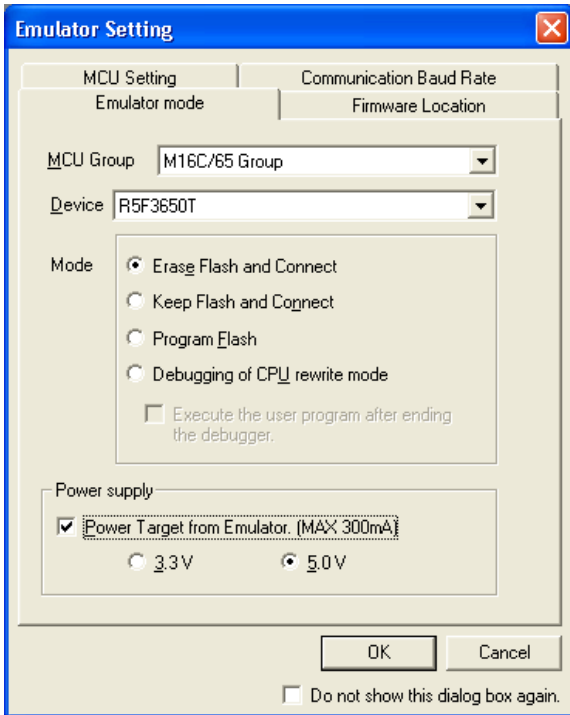 Emulator Setting
MCU Setting
Communication Baud Rate
Emulator mode
Firmware Location
MCU Group M16C/65 Group
Device R5F3650T
Mode
Erase Flash and Connect
Keep Flash and Connect
Program Flash
Debugging of CPU rewrite mode
Execute the user program after ending
the debugger.
Power supply
Power Target from Emulator. (MAX 300mA)
3.3 V 5.0 V
OK Cancel
Do not show this dialog box again.